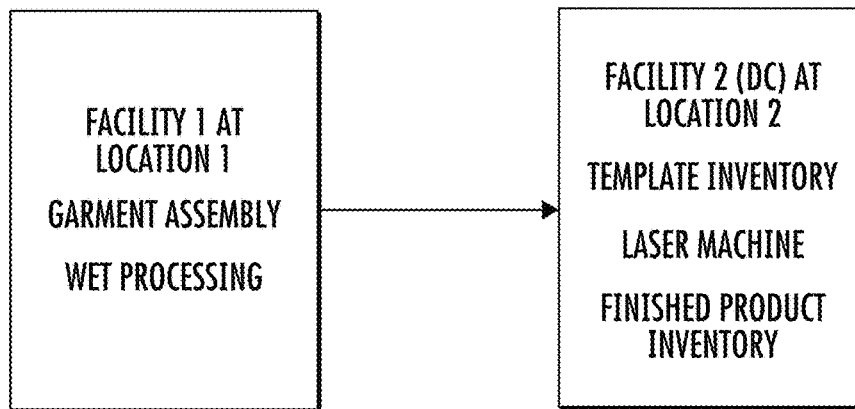 FACILITY 1 AT
LOCATION 1
GARMENT ASSEMBLY
WET PROCESSING
FACILITY 2 (DC) AT
LOCATION 2
TEMPLATE INVENTORY
LASER MACHINE
FINISHED PRODUCT
INVENTORY